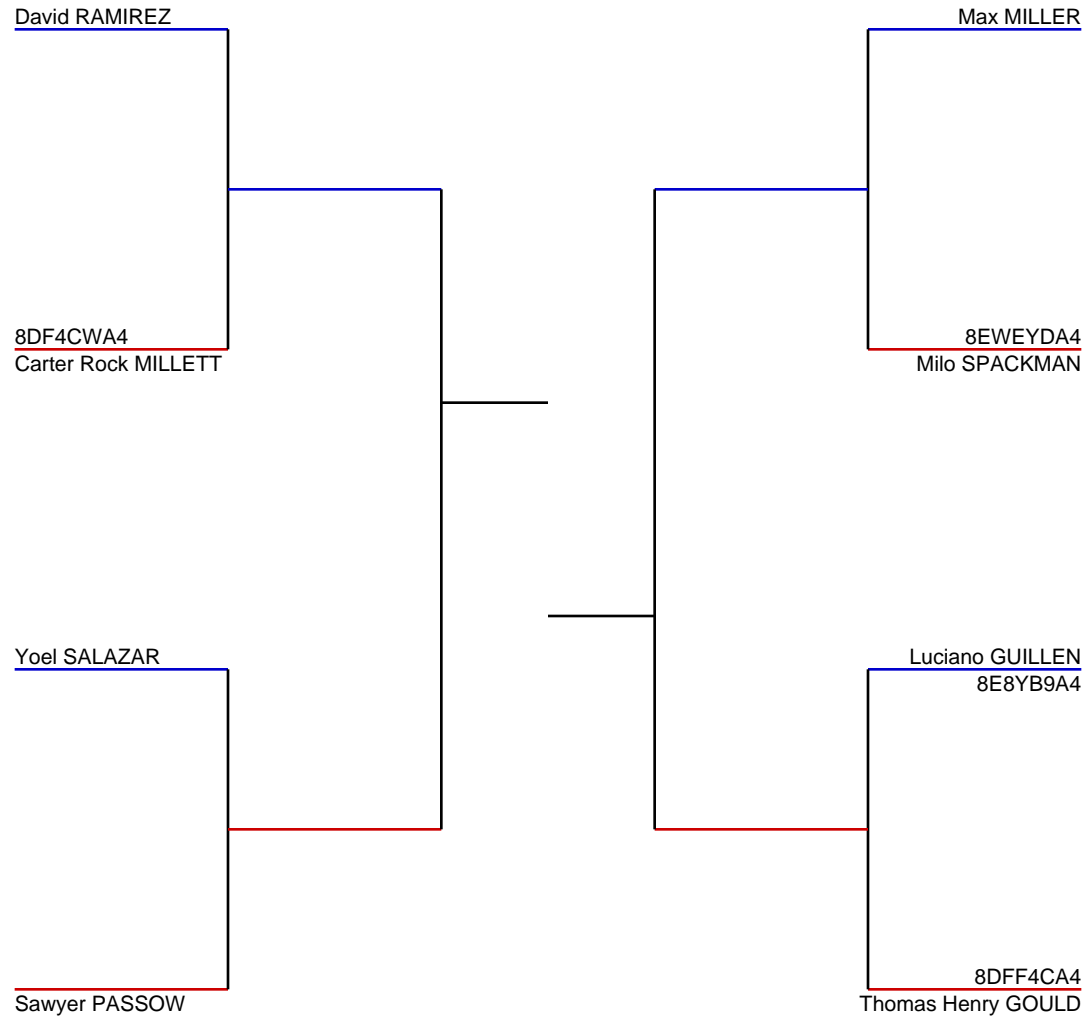 David RAMIREZ
Max MILLER
8DF4CWA4
Carter Rock MILLETT
8EWEYDA4
Milo SPACKMAN
Yoel SALAZAR
Luciano GUILLEN
8E8YB9A4
Sawyer PASSOW
8DFF4CA4
Thomas Henry GOULD